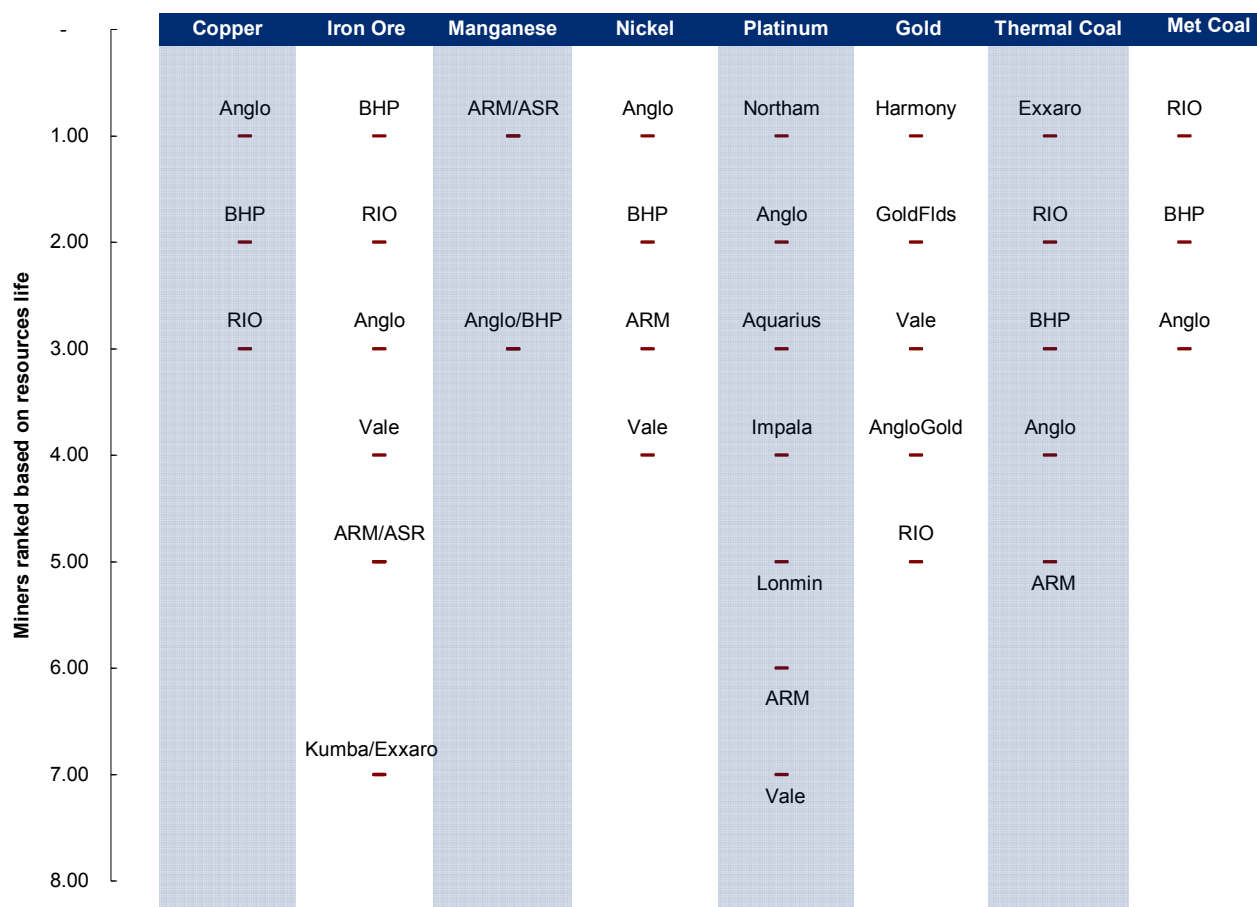 - Copper Iron Ore Manganese Nickel Platinum Gold Thermal Coal Met Coal
Anglo BHP ARM/ASR Anglo Northam Harmony Exxaro RIO
1.00
BHP RIO BHP Anglo GoldFlds RIO BHP
2.00
RIO Anglo Anglo/BHP ARM Aquarius Vale BHP Anglo
3.00
Vale Vale Impala AngloGold Anglo
4.00
ARM/ASR RIO
5.00
Lonmin ARM
6.00
ARM
Kumba/Exxaro
7.00
Vale
8.00
Miners ranked based on resources life